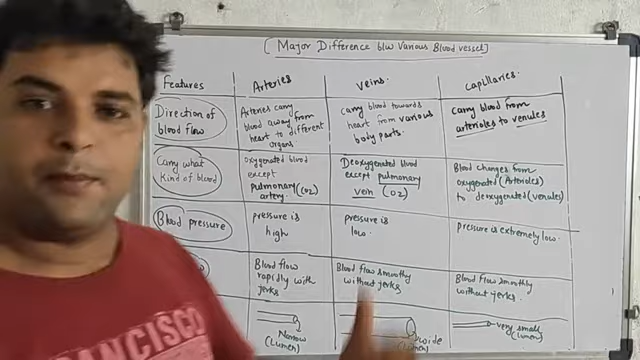 [ Major Difference b/w Various Blood vessel ]
Features
Arteries
veins.
capillaries.
Direction of
blood flow
Arteries carry
blood away from
heart to different
organs
carry blood towards
heart from various
body parts.
carry blood from
arterioles to venules
Carry what
kind of blood
oxygenated blood
except
pulmonary
artery (CO2)
Deoxygenated blood
except pulmonary
vein (O2)
Blood changes from
oxygenated (Arterioles)
to deoxygenated (venules)
Blood pressure
pressure is
high
pressure is
low.
pressure is extremely low.
Blood flow
rapidly with
jerks
Blood flow smoothly
without jerks
Blood flow smoothly
without jerks.
Narrow
(lumen)
wide
(lumen)
very small
(lumen)
FRANCISCO